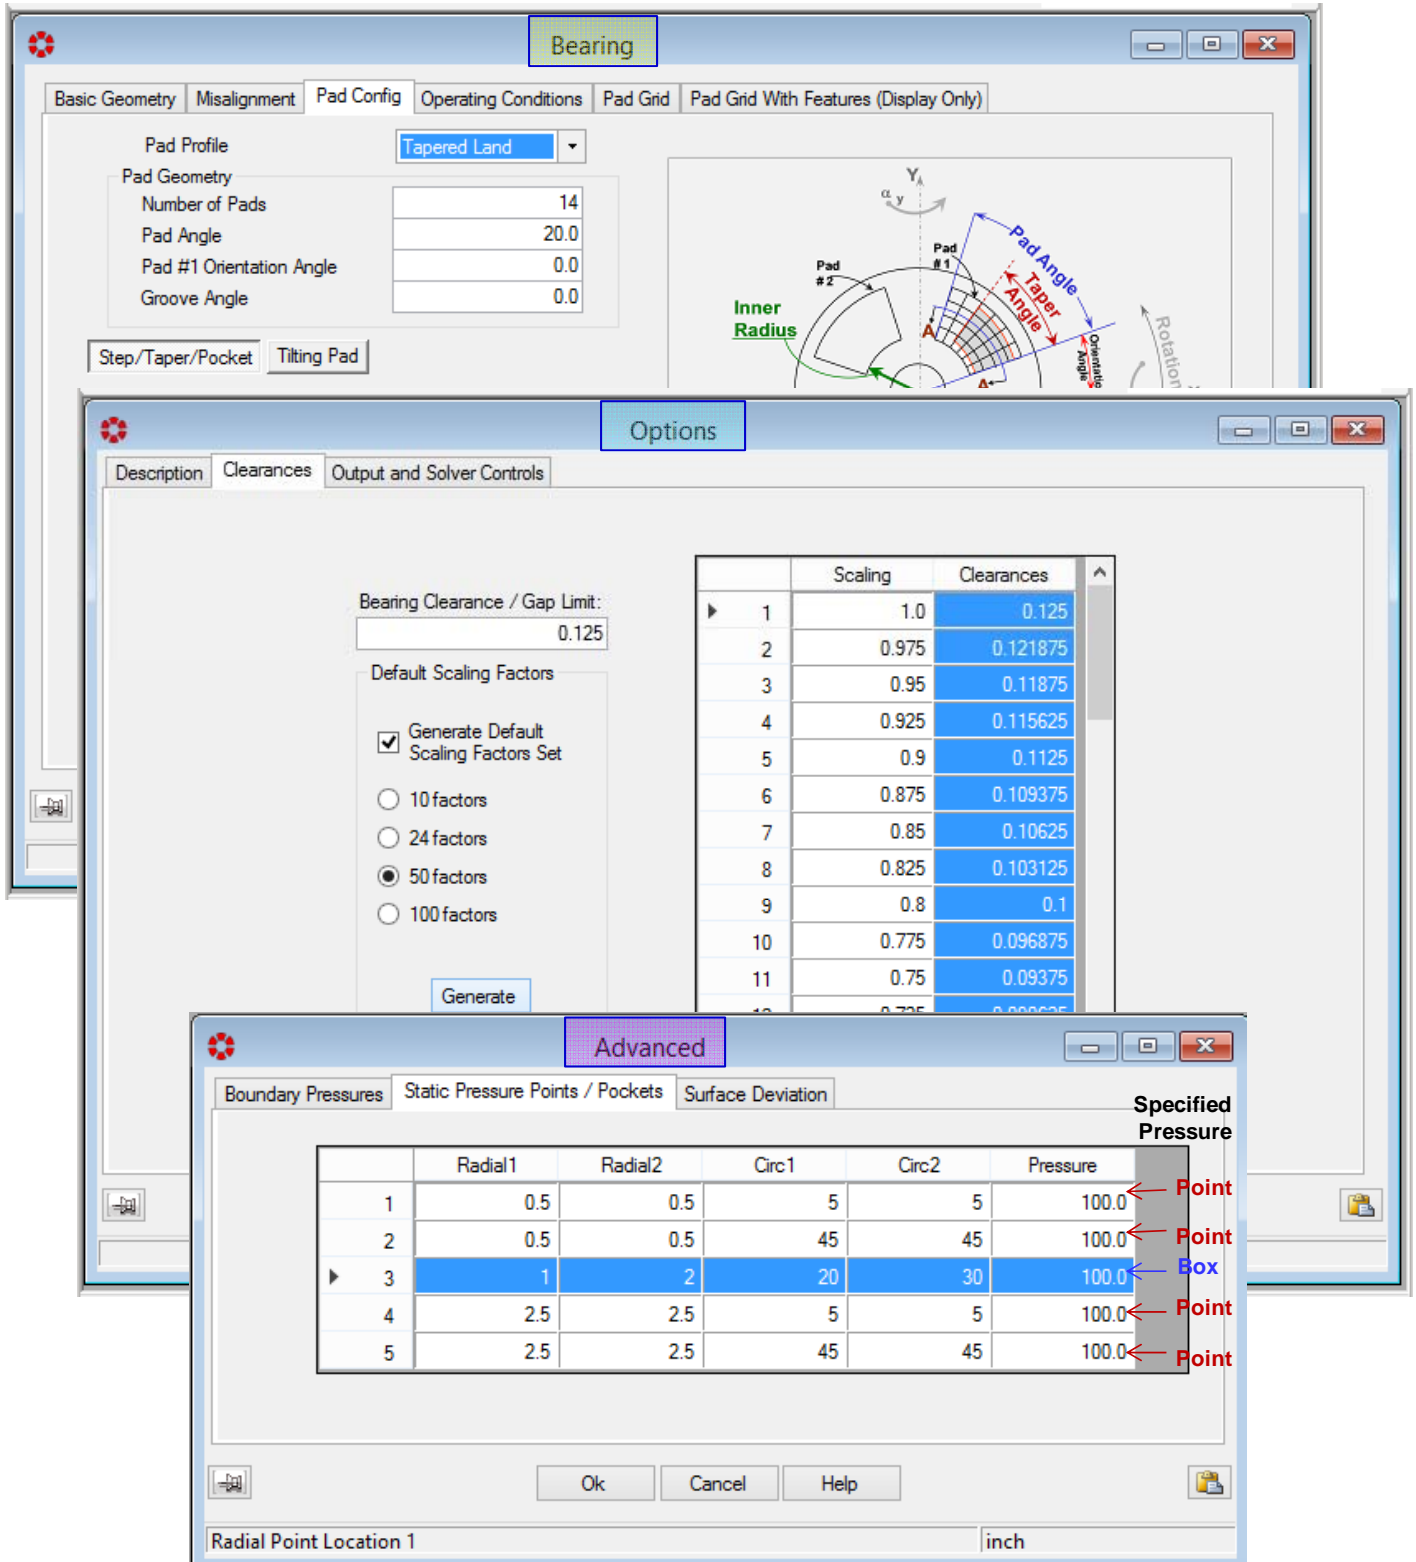 Bearing
Basic Geometry Misalignment Pad Config Operating Conditions Pad Grid Pad Grid With Features (Display Only)
Pad Profile Tapered Land
Pad Geometry
Number of Pads 14
Pad Angle 20.0
Pad #1 Orientation Angle 0.0
Groove Angle 0.0
Step/Taper/Pocket Tilting Pad
Y
α y
Pad Angle
Pad
#1
Taper
Angle
Pad
#2
Inner
Radius
A
A
Angle
Rotation
Options
Description Clearances Output and Solver Controls
Bearing Clearance / Gap Limit:
0.125
Default Scaling Factors
Generate Default
Scaling Factors Set
10 factors
24 factors
50 factors
100 factors
Generate
Scaling Clearances
1 1.0 0.125
2 0.975 0.121875
3 0.95 0.11875
4 0.925 0.115625
5 0.9 0.1125
6 0.875 0.109375
7 0.85 0.10625
8 0.825 0.103125
9 0.8 0.1
10 0.775 0.096875
11 0.75 0.09375
Advanced
Boundary Pressures Static Pressure Points / Pockets Surface Deviation
Specified
Pressure
Radial1 Radial2 Circ1 Circ2 Pressure
1 0.5 0.5 5 5 100.0 Point
2 0.5 0.5 45 45 100.0 Point
3 1 2 20 30 100.0 Box
4 2.5 2.5 5 5 100.0 Point
5 2.5 2.5 45 45 100.0 Point
Ok Cancel Help
Radial Point Location 1 inch